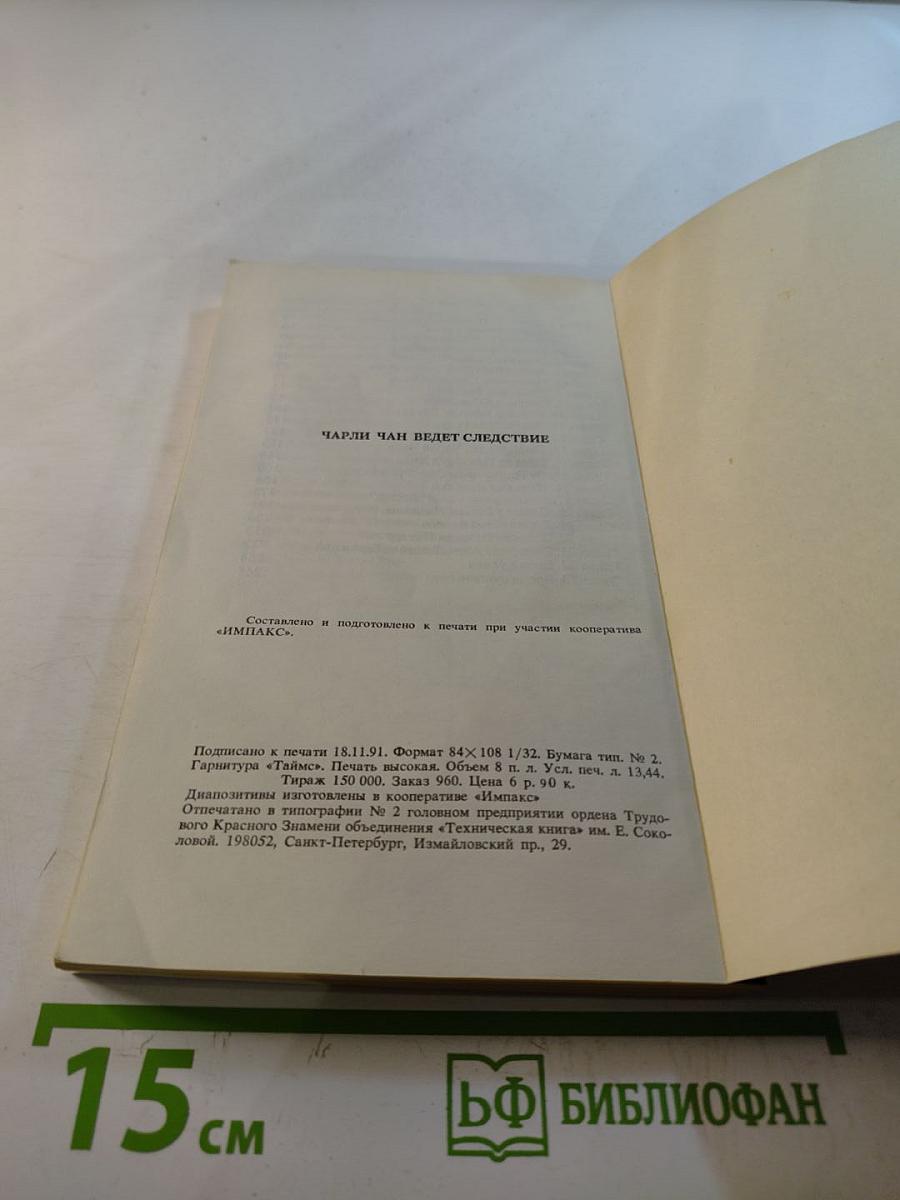 ЧАРЛИ ЧАН ВЕДЕТ СЛЕДСТВИЕ
Составлено и подготовлено к печати при участии кооператива
«ИМПАКС».
Подписано к печати 18.11.91. Формат 84×108 1/32. Бумага тип. № 2.
Гарнитура «Таймс». Печать высокая. Объем 8 п. л. Усл. печ. л. 13,44.
Тираж 150 000. Заказ 960. Цена 6 р. 90 к.
Диапозитивы изготовлены в кооперативе «Импакс»
Отпечатано в типографии № 2 головном предприятии ордена Трудо-
вого Красного Знамени объединения «Техническая книга» им. Е. Соко-
ловой. 198052, Санкт-Петербург, Измайловский пр., 29.
15 см
ЬФ БИБЛИОФАН